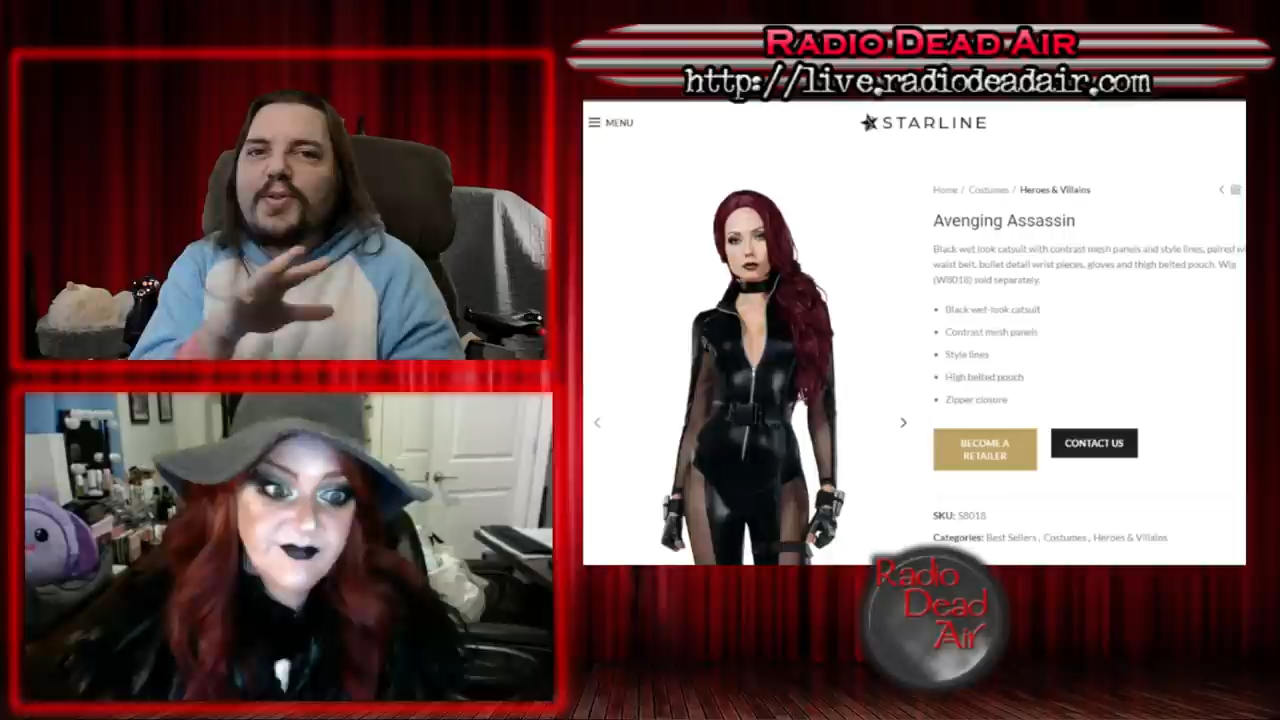 Radio Dead Air
http://live.radiodeadair.com
MENU
STARLINE
Home / Costumes / Heroes & Villains
Avenging Assassin
Black wet look catsuit with contrast mesh panels and style lines, paired wi
waist belt, bullet detail wrist pieces, gloves and thigh belted pouch. Wig
(W8018) sold separately.
Black wet-look catsuit
Contrast mesh panels
Style lines
High belted pouch
Zipper closure
BECOME A
RETAILER
CONTACT US
SKU: S8018
Categories: Best Sellers, Costumes, Heroes & Villains
Radio
Dead
Air